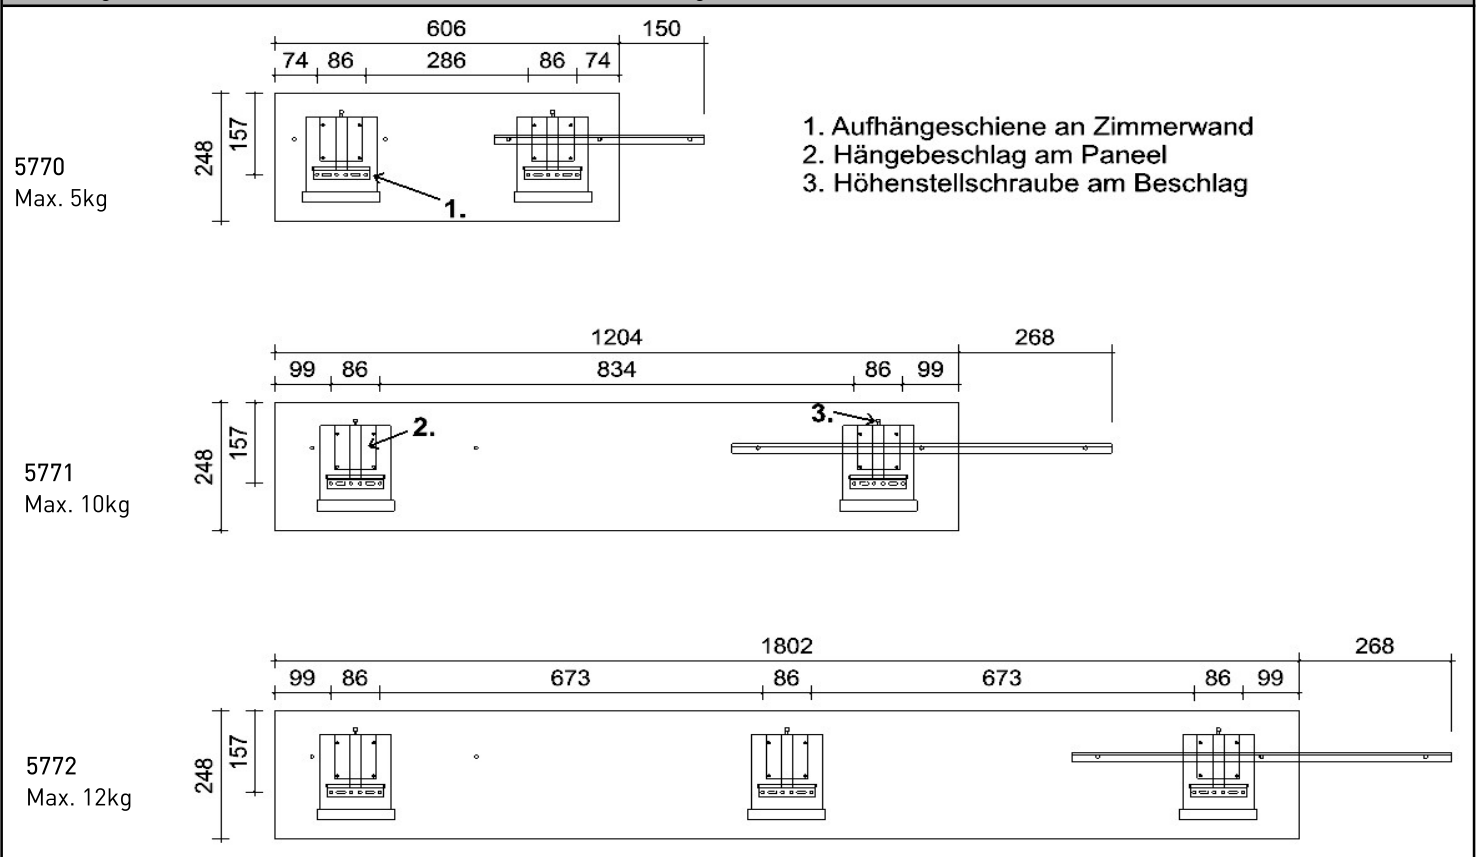 606 150
74 86 286 86 74
248 157
5770
Max. 5kg
1.
1. Aufhängeschiene an Zimmerwand
2. Hängebeschlag am Paneel
3. Höhenstellschraube am Beschlag
1204 268
99 86 834 86 99
248 157
2. 3.
5771
Max. 10kg
1802 268
99 86 673 86 673 86 99
248 157
5772
Max. 12kg